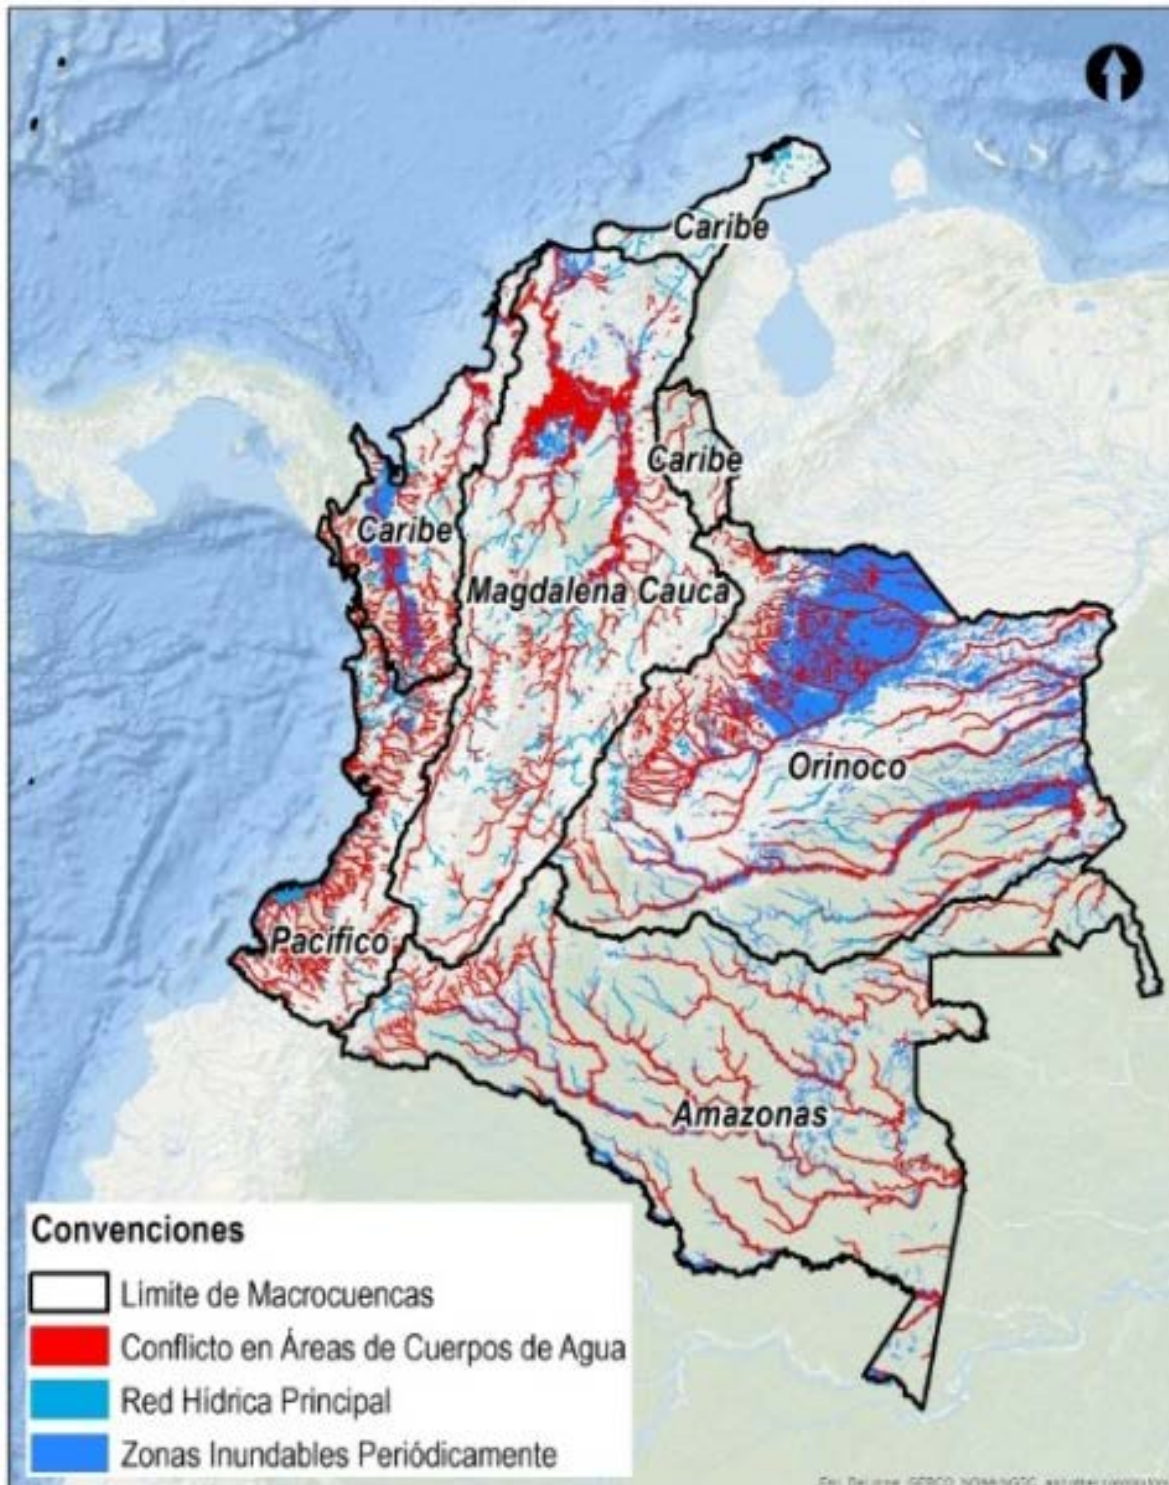 Caribe
Caribe
Caribe
Magdalena Cauca
Orinoco
Pacífico
Amazonas
Convenciones
Límite de Macrocuencas
Conflicto en Áreas de Cuerpos de Agua
Red Hídrica Principal
Zonas Inundables Periódicamente